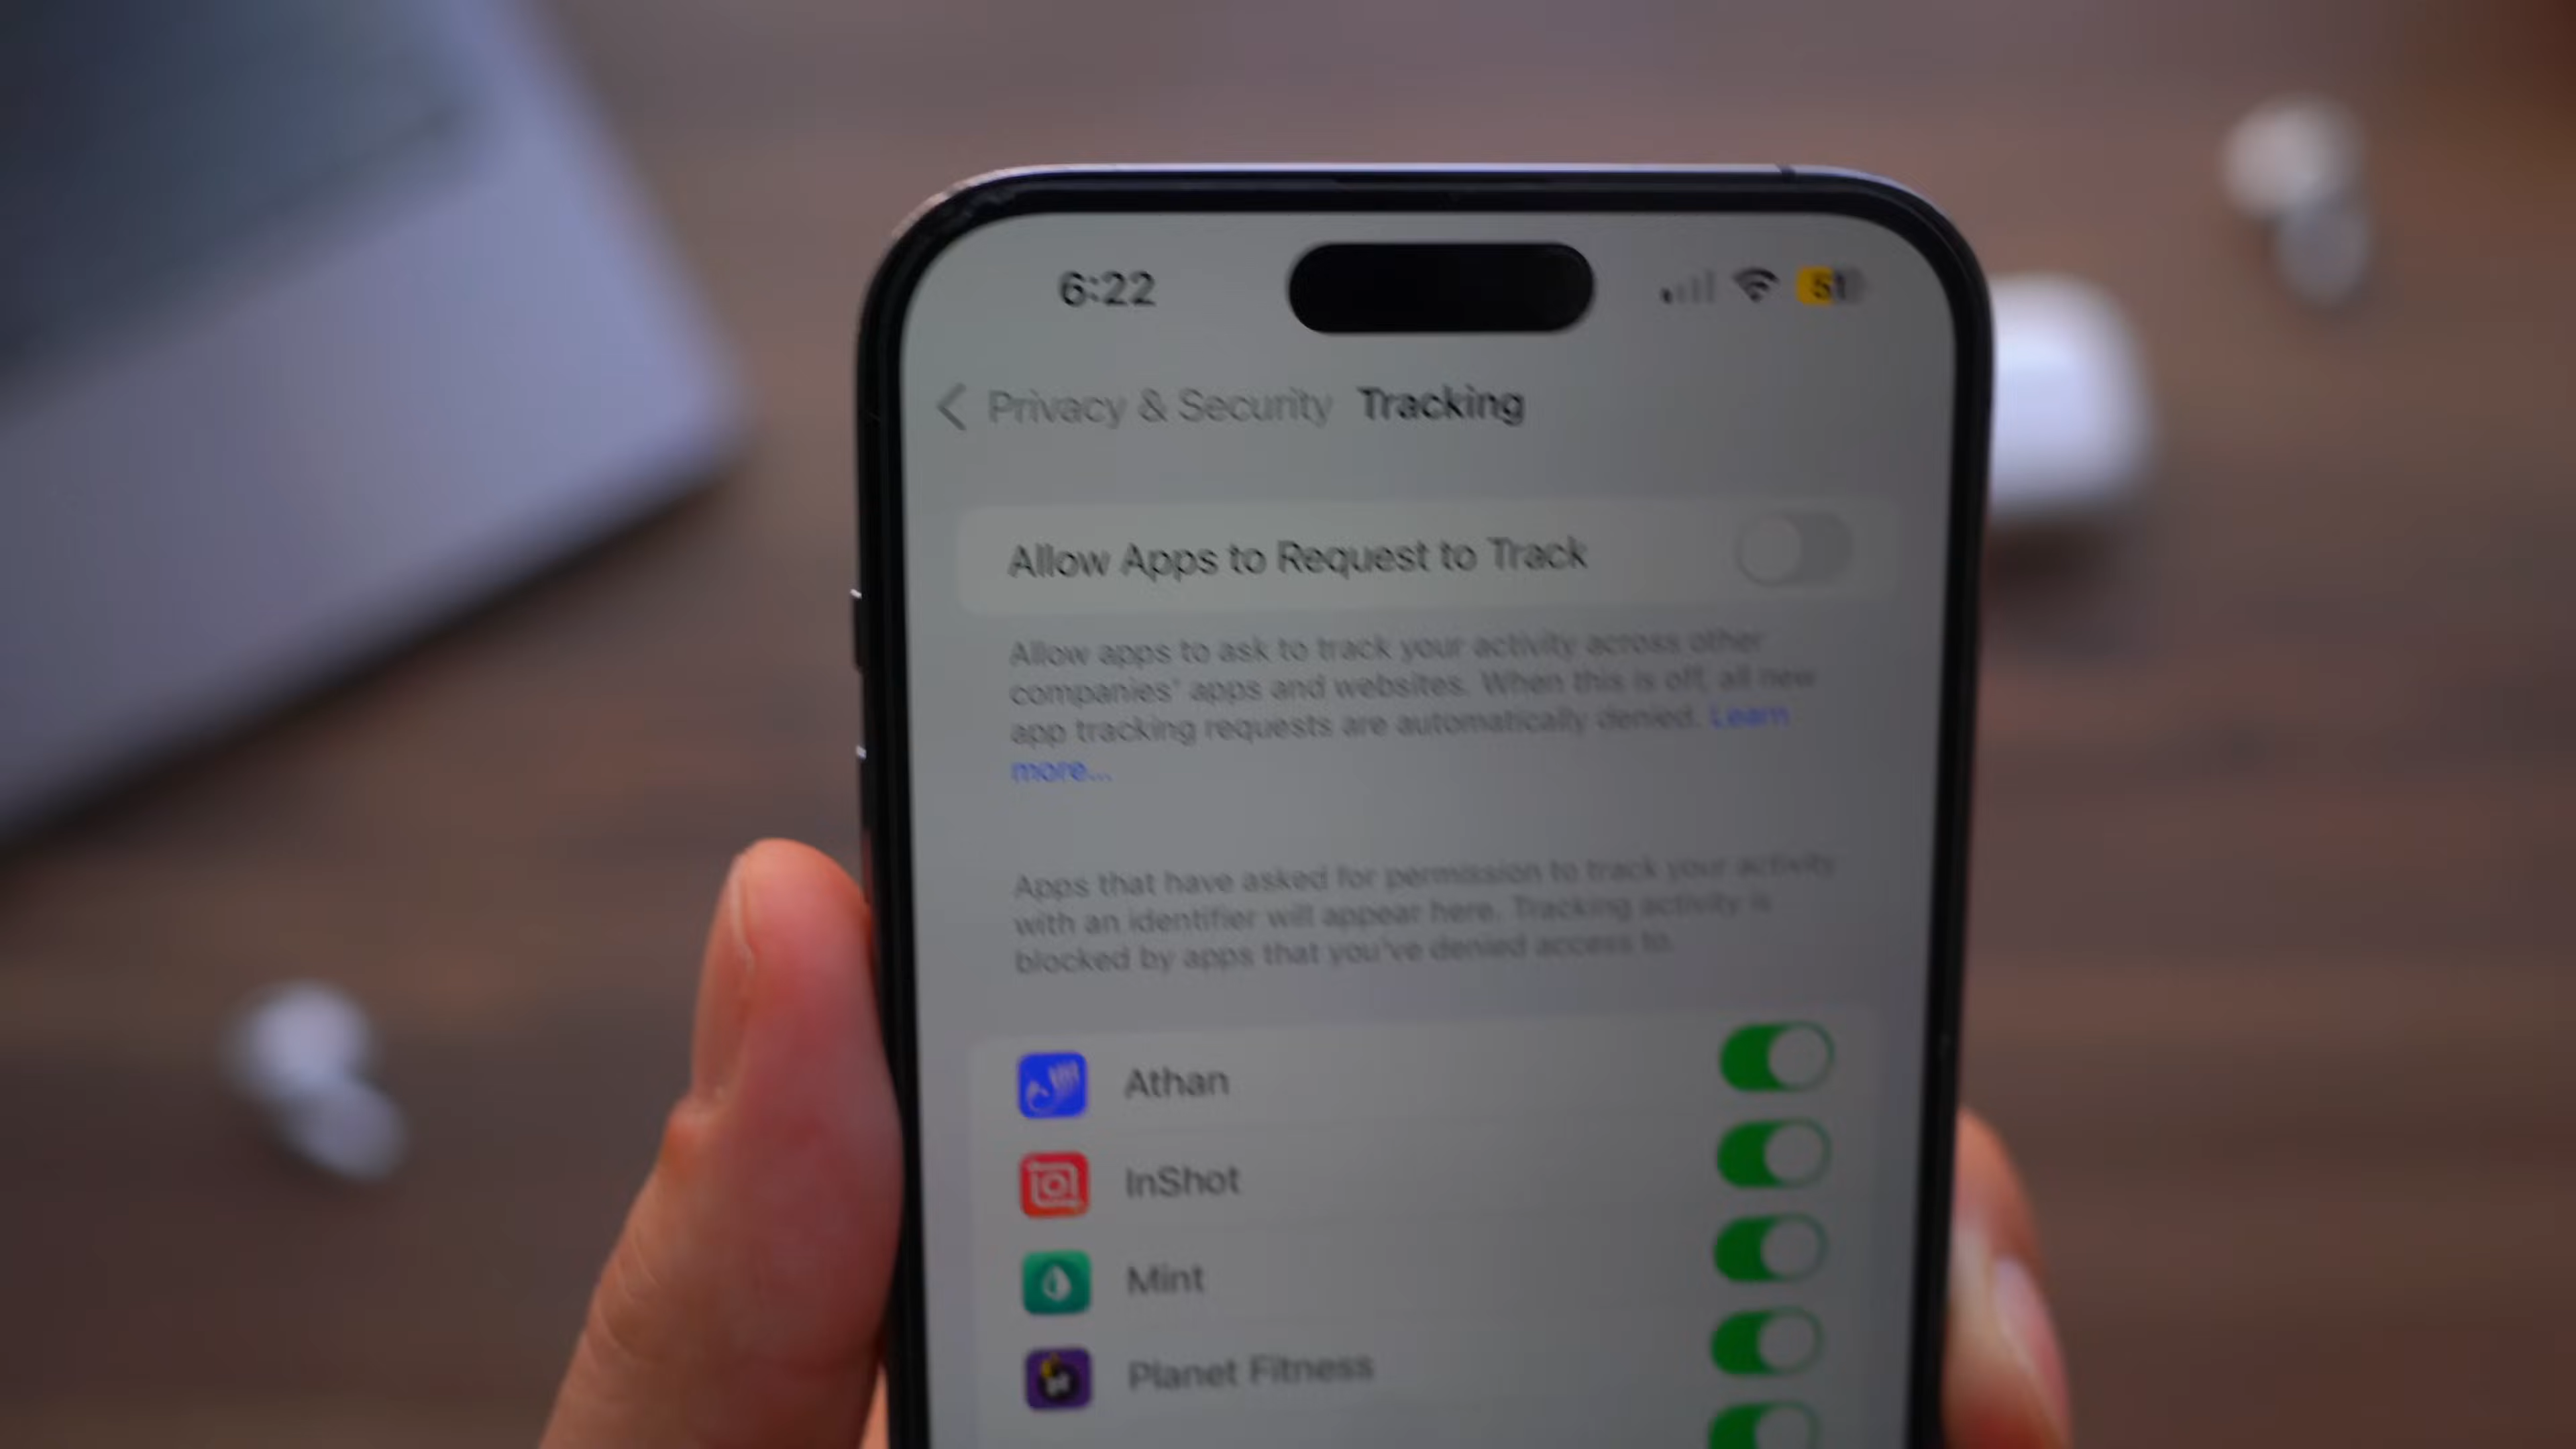 6:22
51
Privacy & Security Tracking
Allow Apps to Request to Track
Allow apps to ask to track your activity across other
companies' apps and websites. When this is off, all new
app tracking requests are automatically denied. Learn
more...
Apps that have asked for permission to track your activity
with an identifier will appear here. Tracking activity is
blocked by apps that you've denied access to.
Athan
InShot
Mint
Planet Fitness